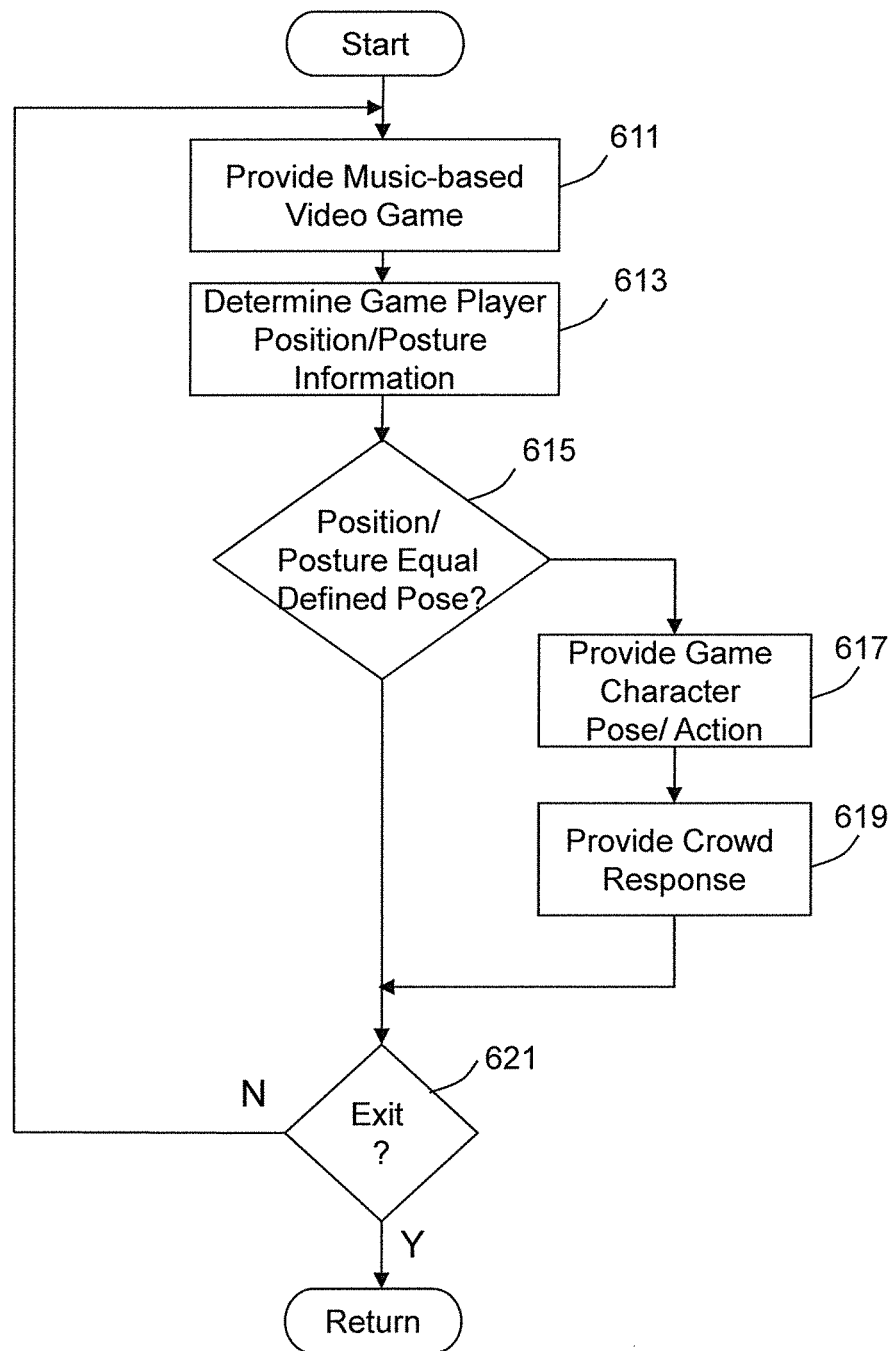 Start
611
Provide Music-based
Video Game
613
Determine Game Player
Position/Posture
Information
615
Position/
Posture Equal
Defined Pose?
617
Provide Game
Character
Pose/ Action
619
Provide Crowd
Response
621
N
Exit
?
Y
Return